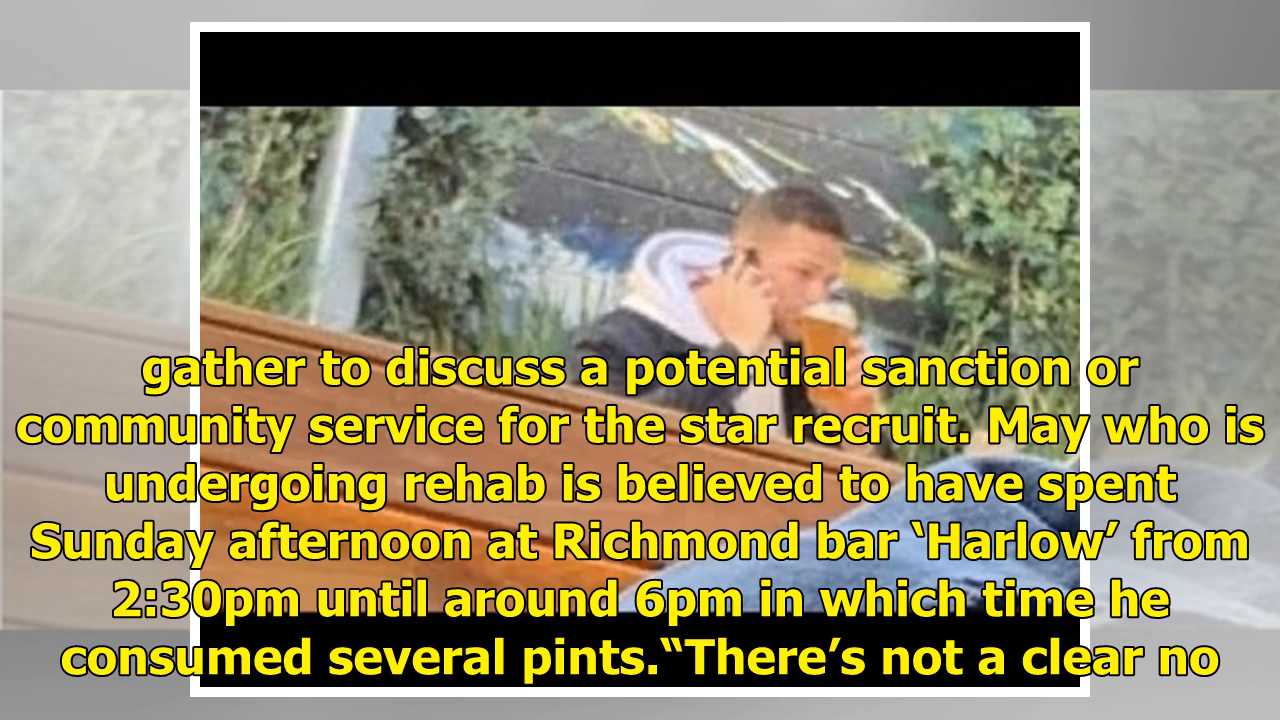 gather to discuss a potential sanction or
community service for the star recruit. May who is
undergoing rehab is believed to have spent
Sunday afternoon at Richmond bar ‘Harlow’ from
2:30pm until around 6pm in which time he
consumed several pints.“There’s not a clear no